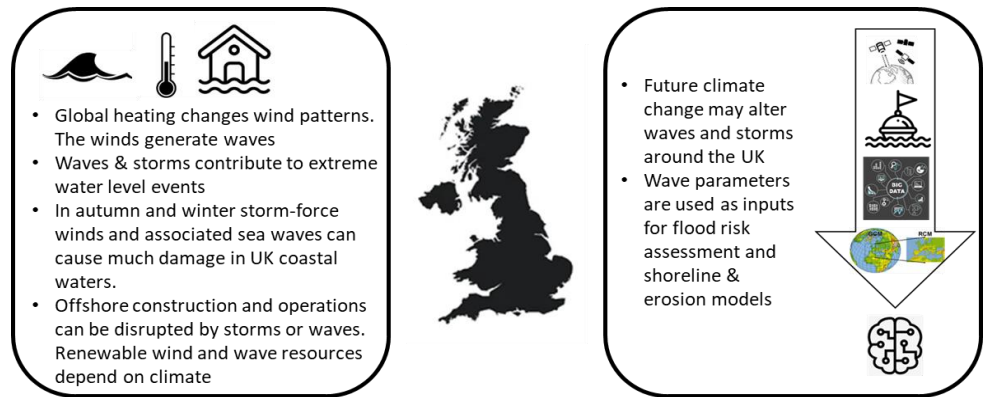 • Global heating changes wind patterns.
The winds generate waves
• Waves & storms contribute to extreme
water level events
• In autumn and winter storm-force
winds and associated sea waves can
cause much damage in UK coastal
waters.
• Offshore construction and operations
can be disrupted by storms or waves.
Renewable wind and wave resources
depend on climate
• Future climate
change may alter
waves and storms
around the UK
• Wave parameters
are used as inputs
for flood risk
assessment and
shoreline &
erosion models
BIG
DATA
GCM
RCM